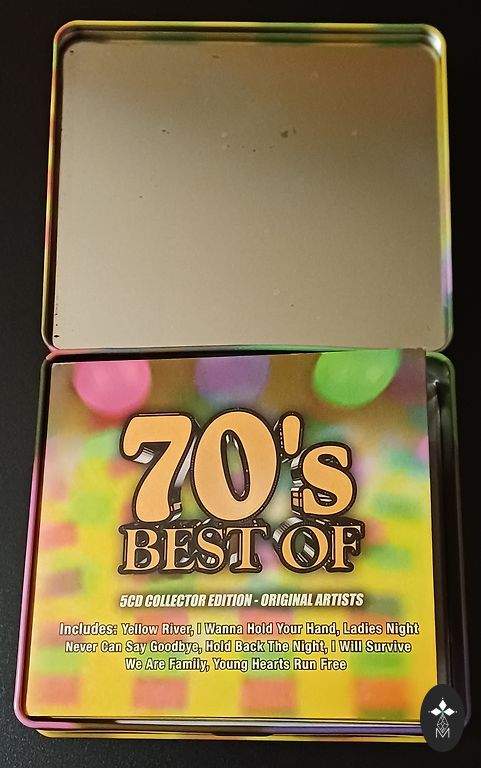 70's
BEST OF
5CD COLLECTOR EDITION - ORIGINAL ARTISTS
Includes: Yellow River, I Wanna Hold Your Hand, Ladies Night
Never Can Say Goodbye, Hold Back The Night, I Will Survive
We Are Family, Young Hearts Run Free
M